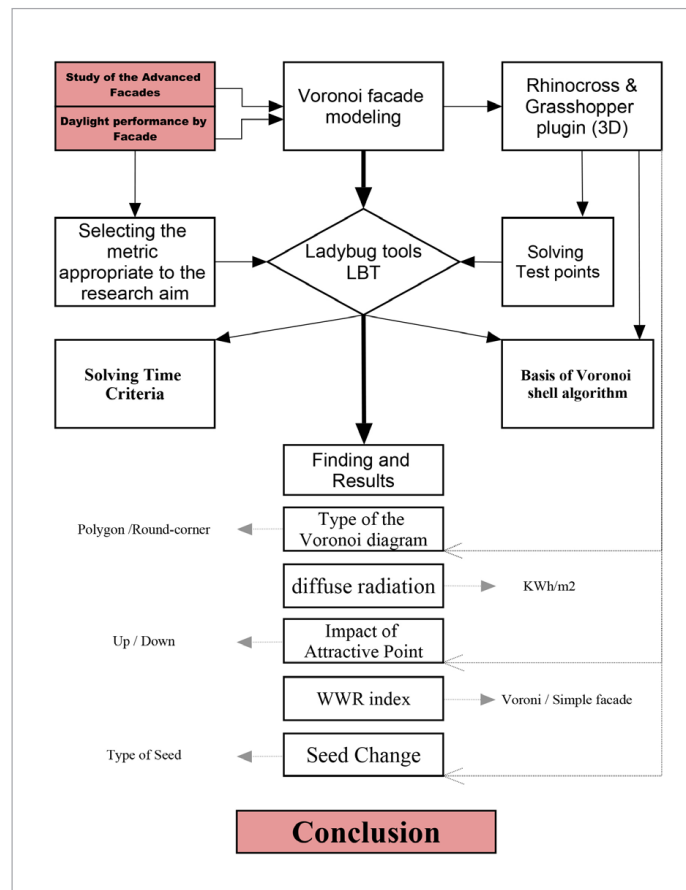 Study of the Advanced
Facades
Daylight performance by
Facade
Voronoi facade
modeling
Rhinocross &
Grasshopper
plugin (3D)
Selecting the
metric
appropriate to the
research aim
Ladybug tools
LBT
Solving
Test points
Solving Time
Criteria
Basis of Voronoi
shell algorithm
Finding and
Results
Polygon /Round-corner
Type of the
Voronoi diagram
diffuse radiation
KWh/m2
Up / Down
Impact of
Attractive Point
WWR index
Voroni / Simple facade
Type of Seed
Seed Change
Conclusion